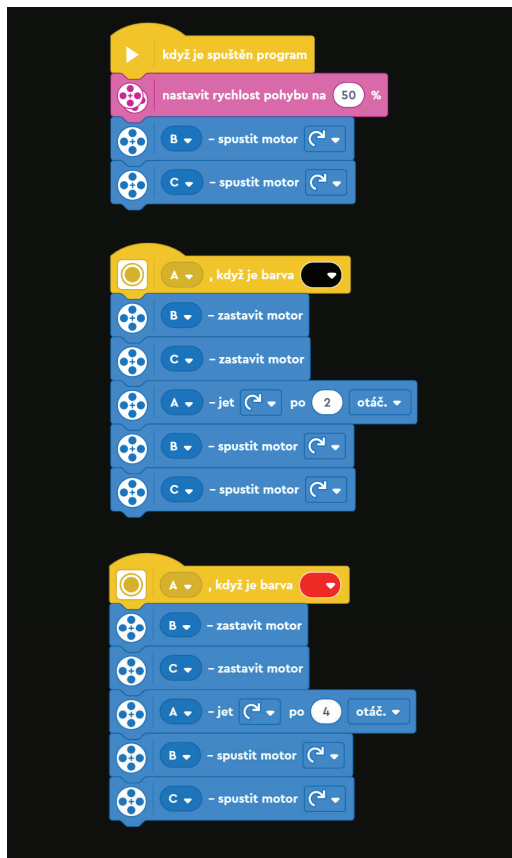 když je spuštěn program
nastavit rychlost pohybu na 50 %
B – spustit motor
C – spustit motor
A , když je barva
B – zastavit motor
C – zastavit motor
A – jet po 2 otáč.
B – spustit motor
C – spustit motor
A , když je barva
B – zastavit motor
C – zastavit motor
A – jet po 4 otáč.
B – spustit motor
C – spustit motor